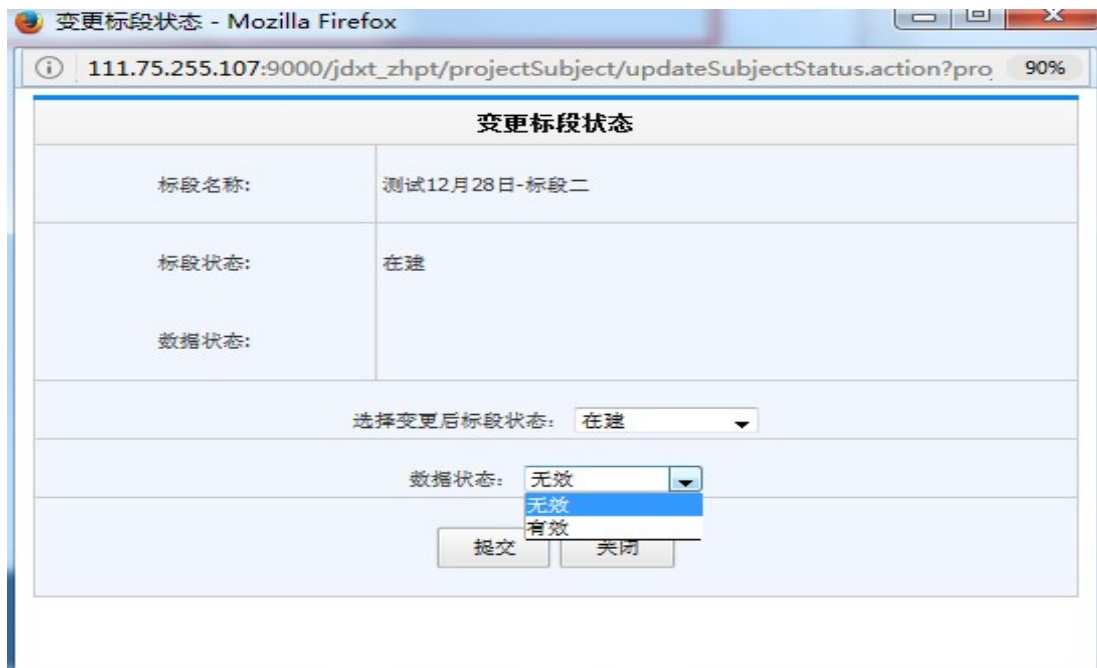 变更标段状态 - Mozilla Firefox
111.75.255.107:9000/jdxt_zhpt/projectSubject/updateSubjectStatus.action?pro 90%
变更标段状态
标段名称: 测试12月28日-标段二
标段状态: 在建
数据状态:
选择变更后标段状态: 在建
数据状态: 无效
无效
有效
提交 关闭